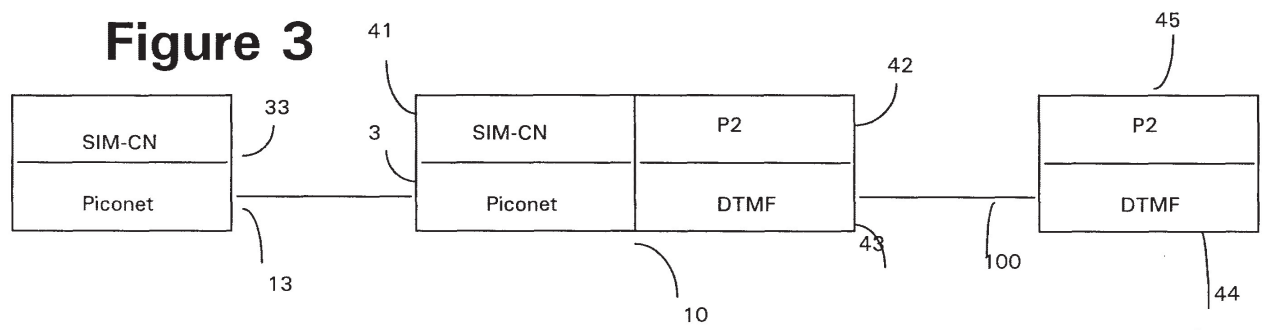 Figure 3
41
45
42
33
3
SIM-CN
SIM-CN
P2
P2
Piconet
Piconet
DTMF
DTMF
43
100
13
10
44